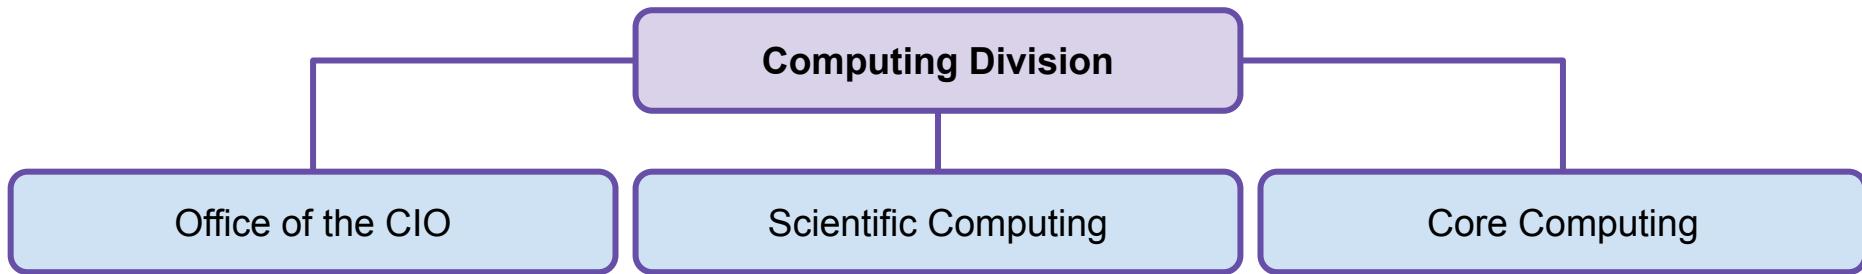 Computing Division
Office of the CIO
Scientific Computing
Core Computing